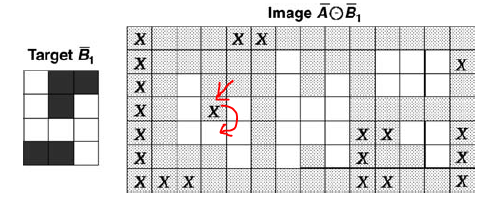 Image A̅⊙B̅₁
Target B̅₁
X X X
X X
X
X X
X X X X
X X X
X X X X X X